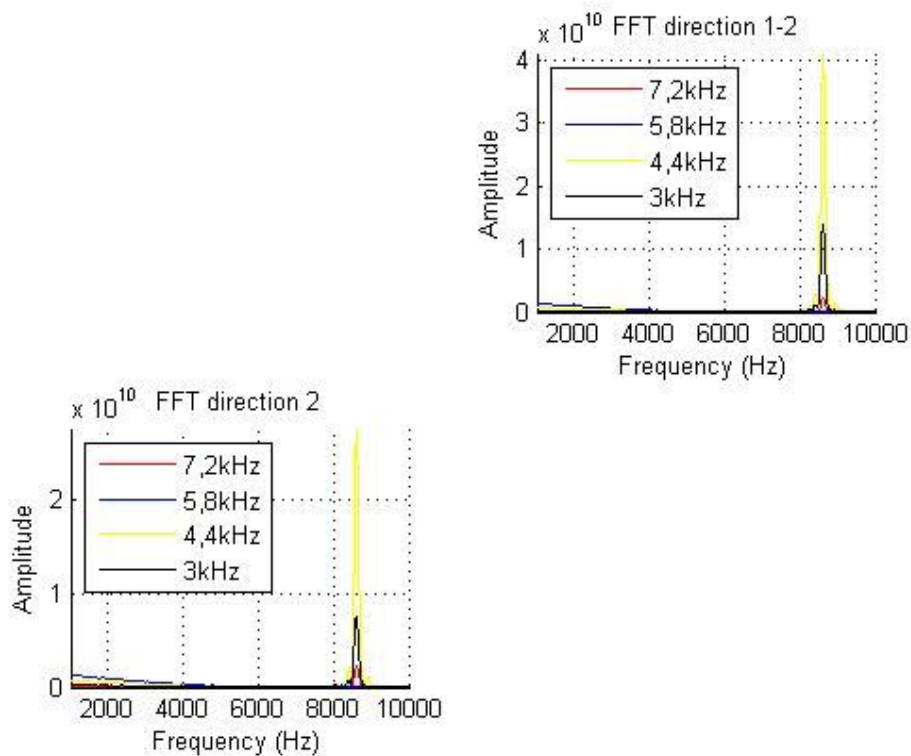 x 10^10 FFT direction 1-2
4
3
2
1
0
Amplitude
7,2kHz
5,8kHz
4,4kHz
3kHz
2000 4000 6000 8000 10000
Frequency (Hz)
x 10^10 FFT direction 2
2
1
0
Amplitude
7,2kHz
5,8kHz
4,4kHz
3kHz
2000 4000 6000 8000 10000
Frequency (Hz)